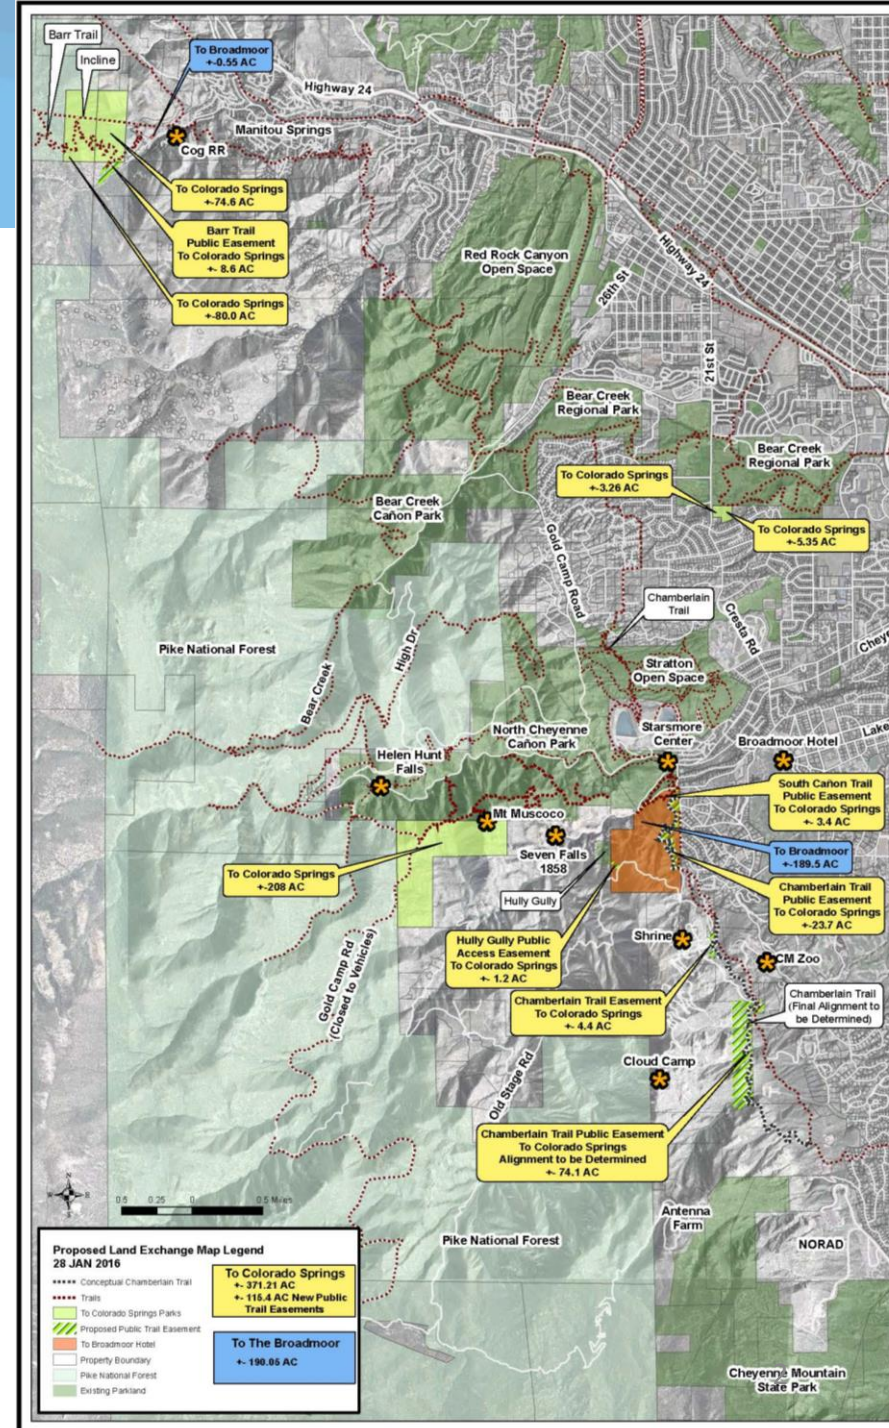 Barr Trail
Incline
To Broadmoor
+-0.55 AC
Highway 24
Manitou Springs
Cog RR
To Colorado Springs
+-74.6 AC
Barr Trail
Public Easement
To Colorado Springs
+- 8.6 AC
To Colorado Springs
+-80.0 AC
Red Rock Canyon
Open Space
26th St
Highway 24
21st St
Bear Creek
Regional Park
Bear Creek
Regional Park
To Colorado Springs
+-3.26 AC
To Colorado Springs
+-5.35 AC
Bear Creek
Cañon Park
Gold Camp Road
Chamberlain
Trail
Cresta Rd
Chey
Pike National Forest
High Dr
Bear Creek
Stratton
Open Space
North Cheyenne
Cañon Park
Starsmore
Center
Broadmoor Hotel
Lake
Helen Hunt
Falls
Mt Muscoco
Seven Falls
1858
South Cañon Trail
Public Easement
To Colorado Springs
+- 3.4 AC
To Broadmoor
+-189.5 AC
Chamberlain Trail
Public Easement
To Colorado Springs
+-23.7 AC
To Colorado Springs
+-208 AC
Hully Gully
Hully Gully Public
Access Easement
To Colorado Springs
+- 1.2 AC
Shrine
CM Zoo
Chamberlain Trail Easement
To Colorado Springs
+- 4.4 AC
Chamberlain Trail
(Final Alignment to
be Determined)
Gold Camp Rd
(Closed to Vehicles)
Old Stage Rd
Cloud Camp
Chamberlain Trail Public Easement
To Colorado Springs
Alignment to be Determined
+- 74.1 AC
Antenna
Farm
NORAD
Pike National Forest
Cheyenne Mountain
State Park
N
W E
S
0.5 0.25 0 0.5 Miles
Proposed Land Exchange Map Legend
28 JAN 2016
Conceptual Chamberlain Trail
Trails
To Colorado Springs Parks
Proposed Public Trail Easement
To Broadmoor Hotel
Property Boundary
Pike National Forest
Existing Parkland
To Colorado Springs
+- 371.21 AC
+- 115.4 AC New Public
Trail Easements
To The Broadmoor
+- 190.05 AC